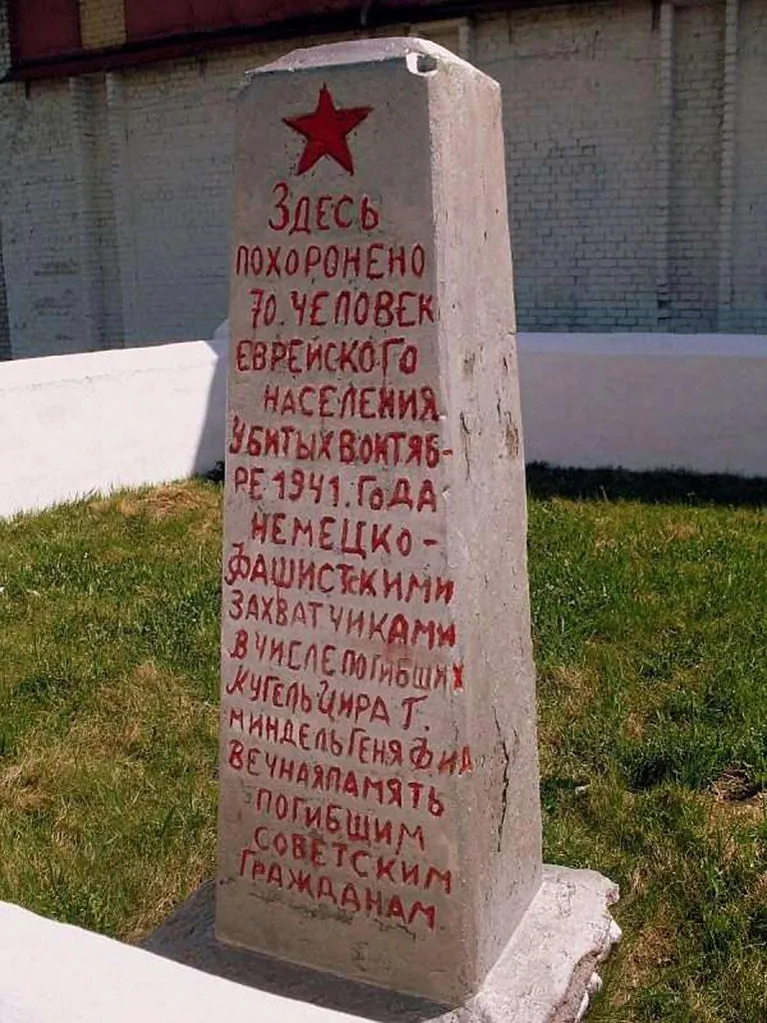 ЗДЕСЬ
ПОХОРОНЕНО
70. ЧЕЛОВЕК
ЕВРЕЙСКОГО
НАСЕЛЕНИЯ
УБИТЫХ В ОКТЯБ-
РЕ 1941. ГОДА
НЕМЕЦКО-
ФАШИСТСКИМИ
ЗАХВАТЧИКАМИ
В ЧИСЛЕ ПОГИБШИХ
КУГЕЛЬ ЦИРА Т.
МИНДЕЛЬ ГЕНЯ
ВЕЧНАЯ ПАМЯТЬ
ПОГИБШИМ
СОВЕТСКИМ
ГРАЖДАНАМ